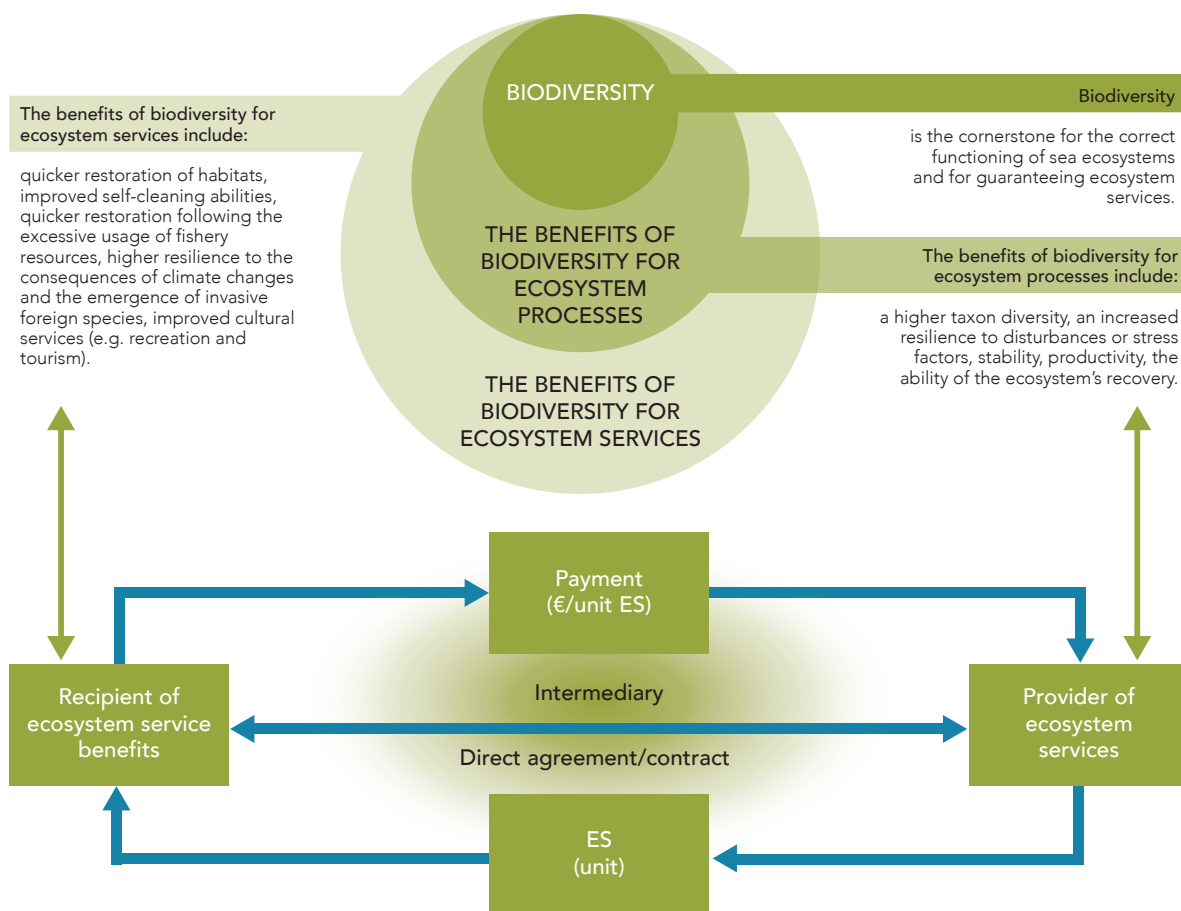 BIODIVERSITY
Biodiversity
is the cornerstone for the correct
functioning of sea ecosystems
and for guaranteeing ecosystem
services.
The benefits of biodiversity for
ecosystem services include:
quicker restoration of habitats,
improved self-cleaning abilities,
quicker restoration following the
excessive usage of fishery
resources, higher resilience to the
consequences of climate changes
and the emergence of invasive
foreign species, improved cultural
services (e.g. recreation and
tourism).
THE BENEFITS OF
BIODIVERSITY FOR
ECOSYSTEM
PROCESSES
The benefits of biodiversity for
ecosystem processes include:
a higher taxon diversity, an increased
resilience to disturbances or stress
factors, stability, productivity, the
ability of the ecosystem’s recovery.
THE BENEFITS OF
BIODIVERSITY FOR
ECOSYSTEM SERVICES
Payment
(€/unit ES)
Recipient of
ecosystem service
benefits
Intermediary
Direct agreement/contract
Provider of
ecosystem
services
ES
(unit)